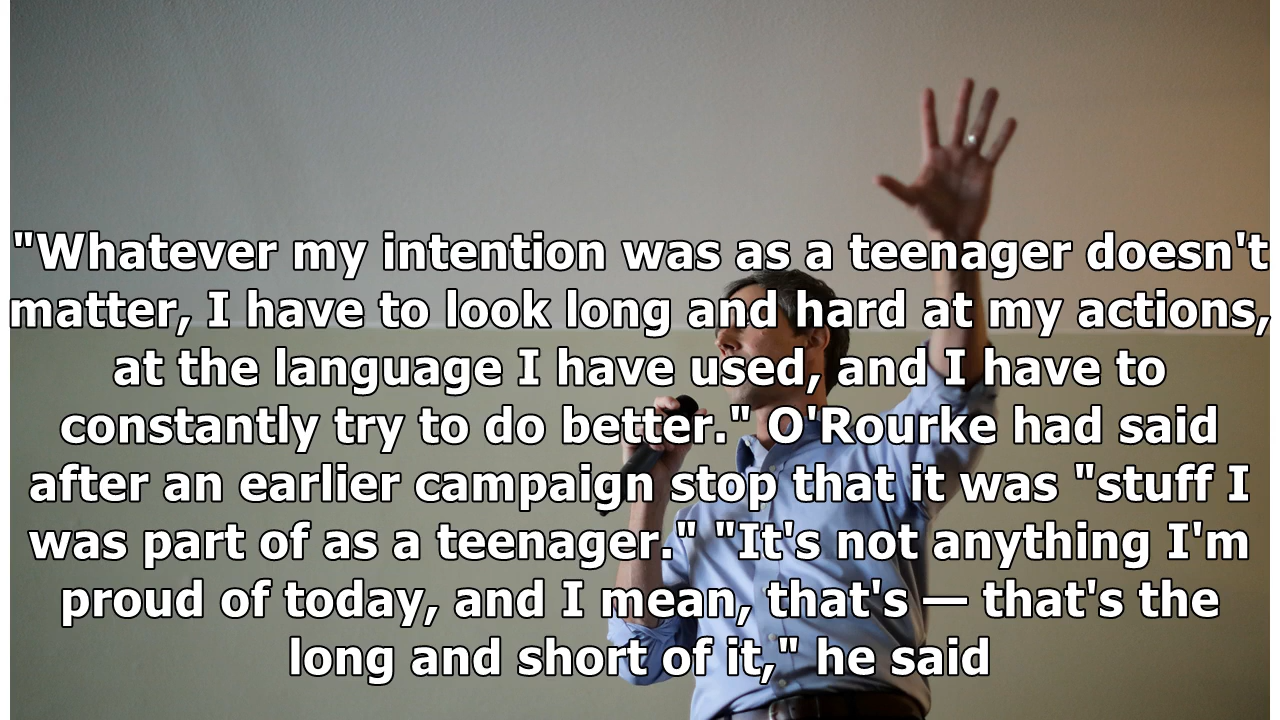 "Whatever my intention was as a teenager doesn't
matter, I have to look long and hard at my actions,
at the language I have used, and I have to
constantly try to do better." O'Rourke had said
after an earlier campaign stop that it was "stuff I
was part of as a teenager." "It's not anything I'm
proud of today, and I mean, that's — that's the
long and short of it," he said